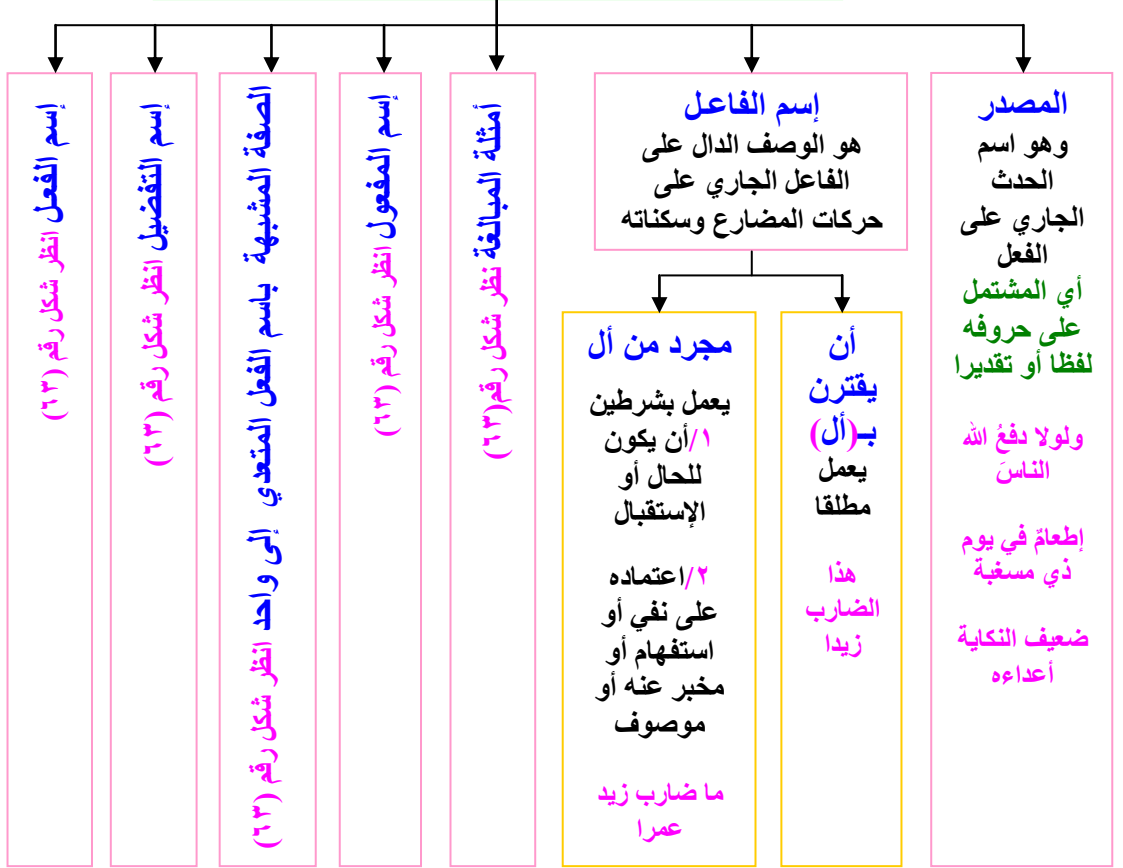 المصدر
وهو اسم
الحدث
الجاري على
الفعل
أي المشتمل
على حروفه
لفظا أو تقديرا
ولولا دفعُ الله
الناسَ
إطعامٌ في يوم
ذي مسغبة
ضعيف النكاية
أعداءه
إسم الفاعل
هو الوصف الدال على
الفاعل الجاري على
حركات المضارع وسكناته
أن
يقترن
بـ(أل)
يعمل
مطلقا
هذا
الضارب
زيدا
مجرد من أل
يعمل بشرطين
١/أن يكون
للحال أو
الإستقبال
٢/اعتماده
على نفي أو
استفهام أو
مخبر عنه أو
موصوف
ما ضارب زيد
عمرا
أمثلة المبالغة نظر شكل رقم(٦٣)
إسم المفعول انظر شكل رقم (٦٣)
الصفة المشبهة باسم الفعل المتعدي إلى واحد انظر شكل رقم (٦٣)
إسم التفضيل انظر شكل رقم (٦٣)
إسم الفعل انظر شكل رقم (٦٣)